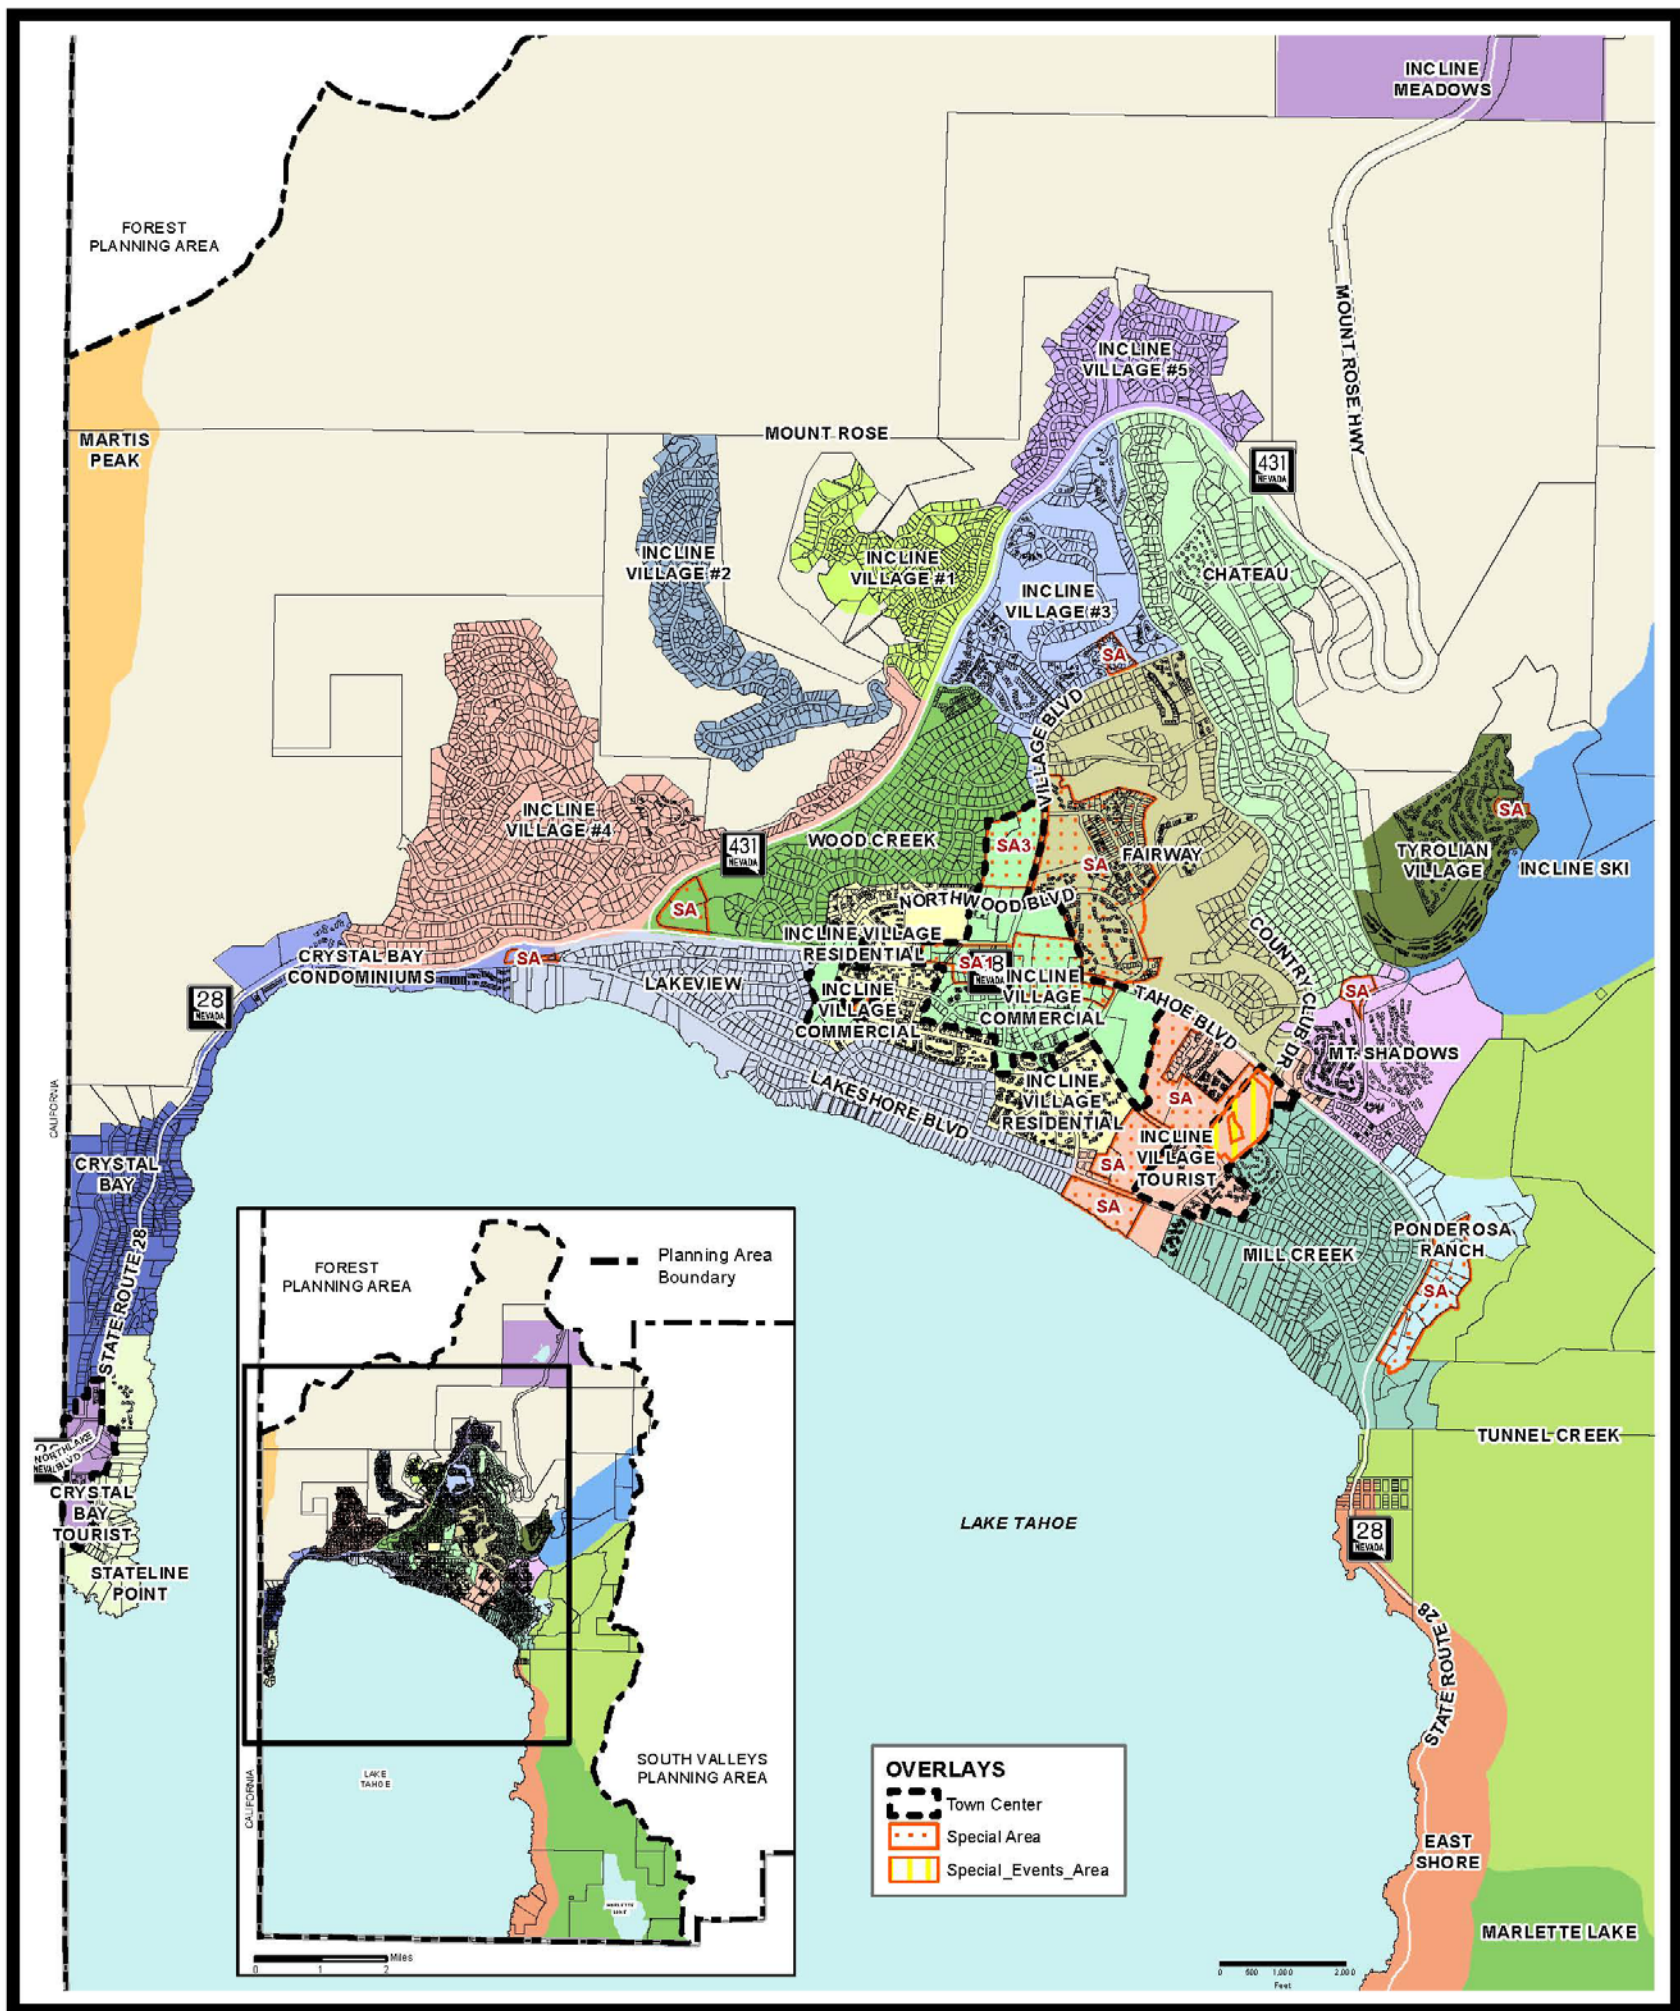 INCLINE
MEADOWS
FOREST
PLANNING AREA
MOUNT ROSE HWY
INCLINE
VILLAGE #5
MARTIS
PEAK
MOUNT ROSE
431
NEVADA
INCLINE
VILLAGE #2
INCLINE
VILLAGE #1
INCLINE
VILLAGE #3
CHATEAU
SA
VILLAGE BLVD
INCLINE
VILLAGE #4
431
NEVADA
WOOD CREEK
SA3
SA
FAIRWAY
TYROLIAN
VILLAGE
SA
INCLINE SKI
NORTHWOOD BLVD
SA
COUNTRY CLUB DR
INCLINE VILLAGE
RESIDENTIAL
CRYSTAL BAY
CONDOMINIUMS
SA
LAKEVIEW
SA1
8
NEVADA
INCLINE
VILLAGE
COMMERCIAL
INCLINE
VILLAGE
COMMERCIAL
TAHOE BLVD
SA
28
NEVADA
MT. SHADOWS
LAKESHORE BLVD
INCLINE
VILLAGE
RESIDENTIAL
SA
CALIFORNIA
INCLINE
VILLAGE
TOURIST
SA
SA
CRYSTAL
BAY
STATE ROUTE 28
MILL CREEK
PONDEROSA
RANCH
SA
NORTHLAKE
BLVD
NEVA
CRYSTAL
BAY
TOURIST
STATELINE
POINT
TUNNEL CREEK
LAKE TAHOE
28
NEVADA
STATE ROUTE 28
EAST
SHORE
MARLETTE LAKE
FOREST
PLANNING AREA
Planning Area
Boundary
SOUTH VALLEYS
PLANNING AREA
LAKE
TAHOE
CALIFORNIA
MARLETTE
LAKE
Miles
0 1 2
OVERLAYS
Town Center
Special Area
Special_Events_Area
0 500 1,000 2,000
Feet